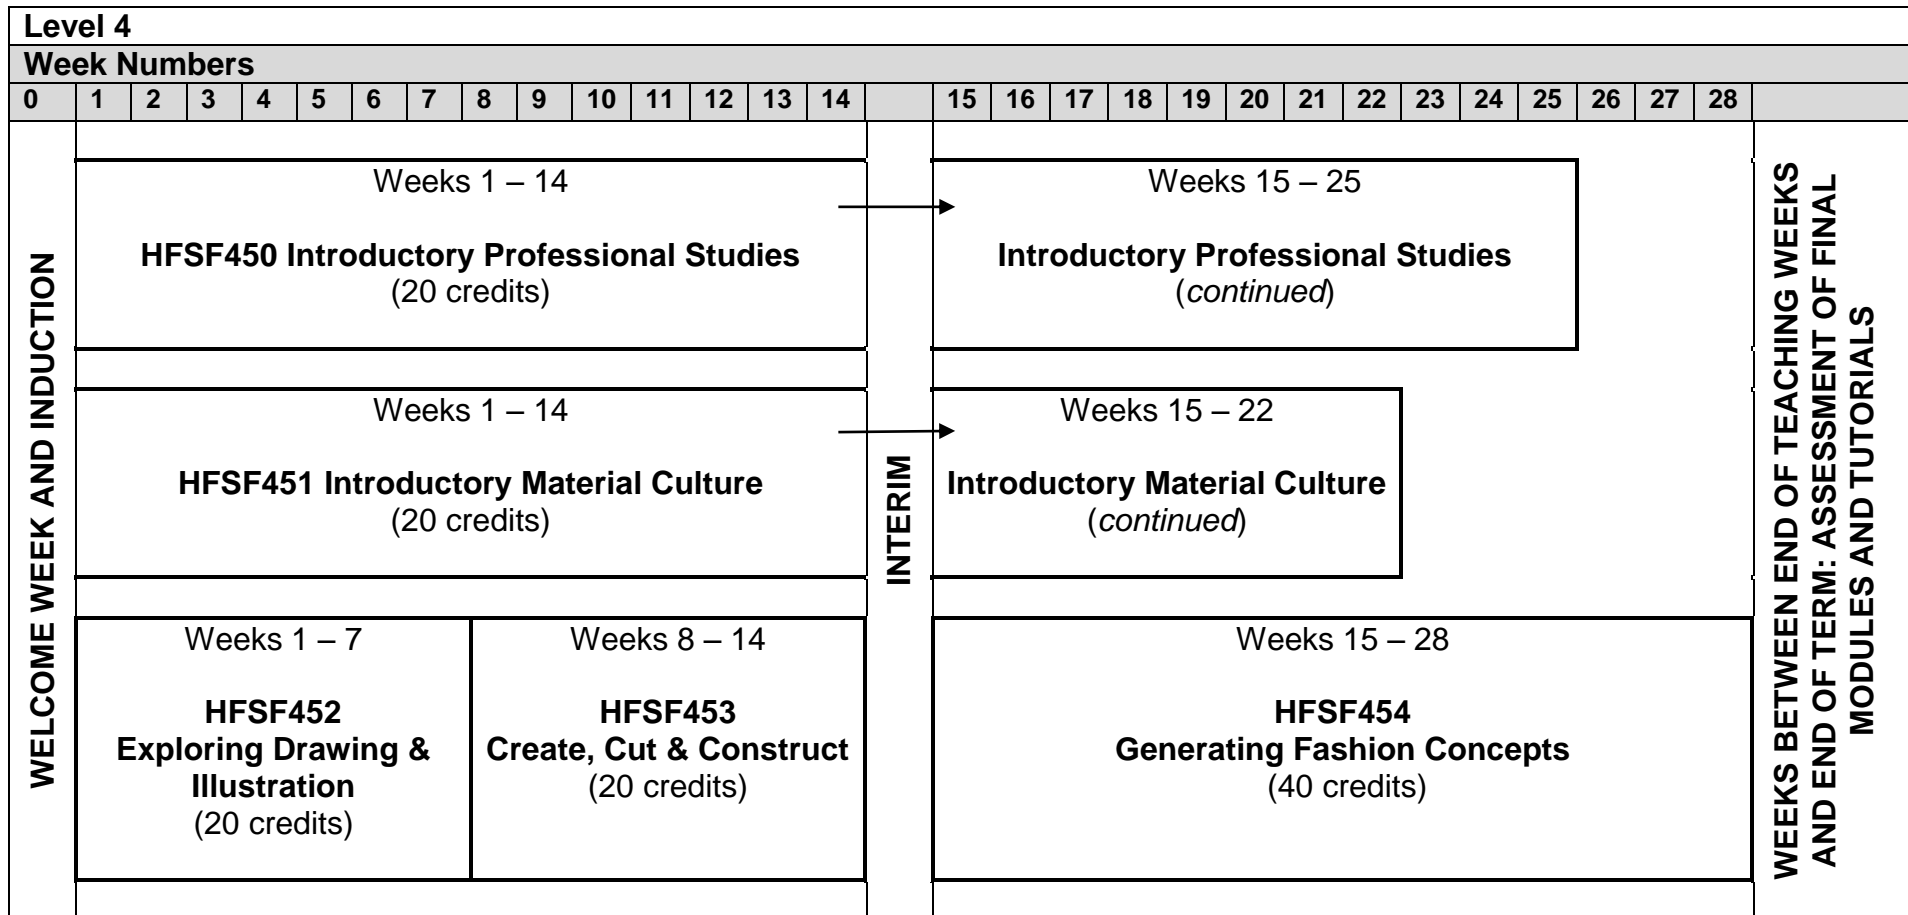 Level 4
Week Numbers
0 1 2 3 4 5 6 7 8 9 10 11 12 13 14 15 16 17 18 19 20 21 22 23 24 25 26 27 28
WELCOME WEEK AND INDUCTION
Weeks 1 – 14
HFSF450 Introductory Professional Studies
(20 credits)
Weeks 1 – 14
HFSF451 Introductory Material Culture
(20 credits)
Weeks 1 – 7
HFSF452
Exploring Drawing &
Illustration
(20 credits)
Weeks 8 – 14
HFSF453
Create, Cut & Construct
(20 credits)
INTERIM
Weeks 15 – 25
Introductory Professional Studies
(continued)
Weeks 15 – 22
Introductory Material Culture
(continued)
Weeks 15 – 28
HFSF454
Generating Fashion Concepts
(40 credits)
WEEKS BETWEEN END OF TEACHING WEEKS
AND END OF TERM: ASSESSMENT OF FINAL
MODULES AND TUTORIALS